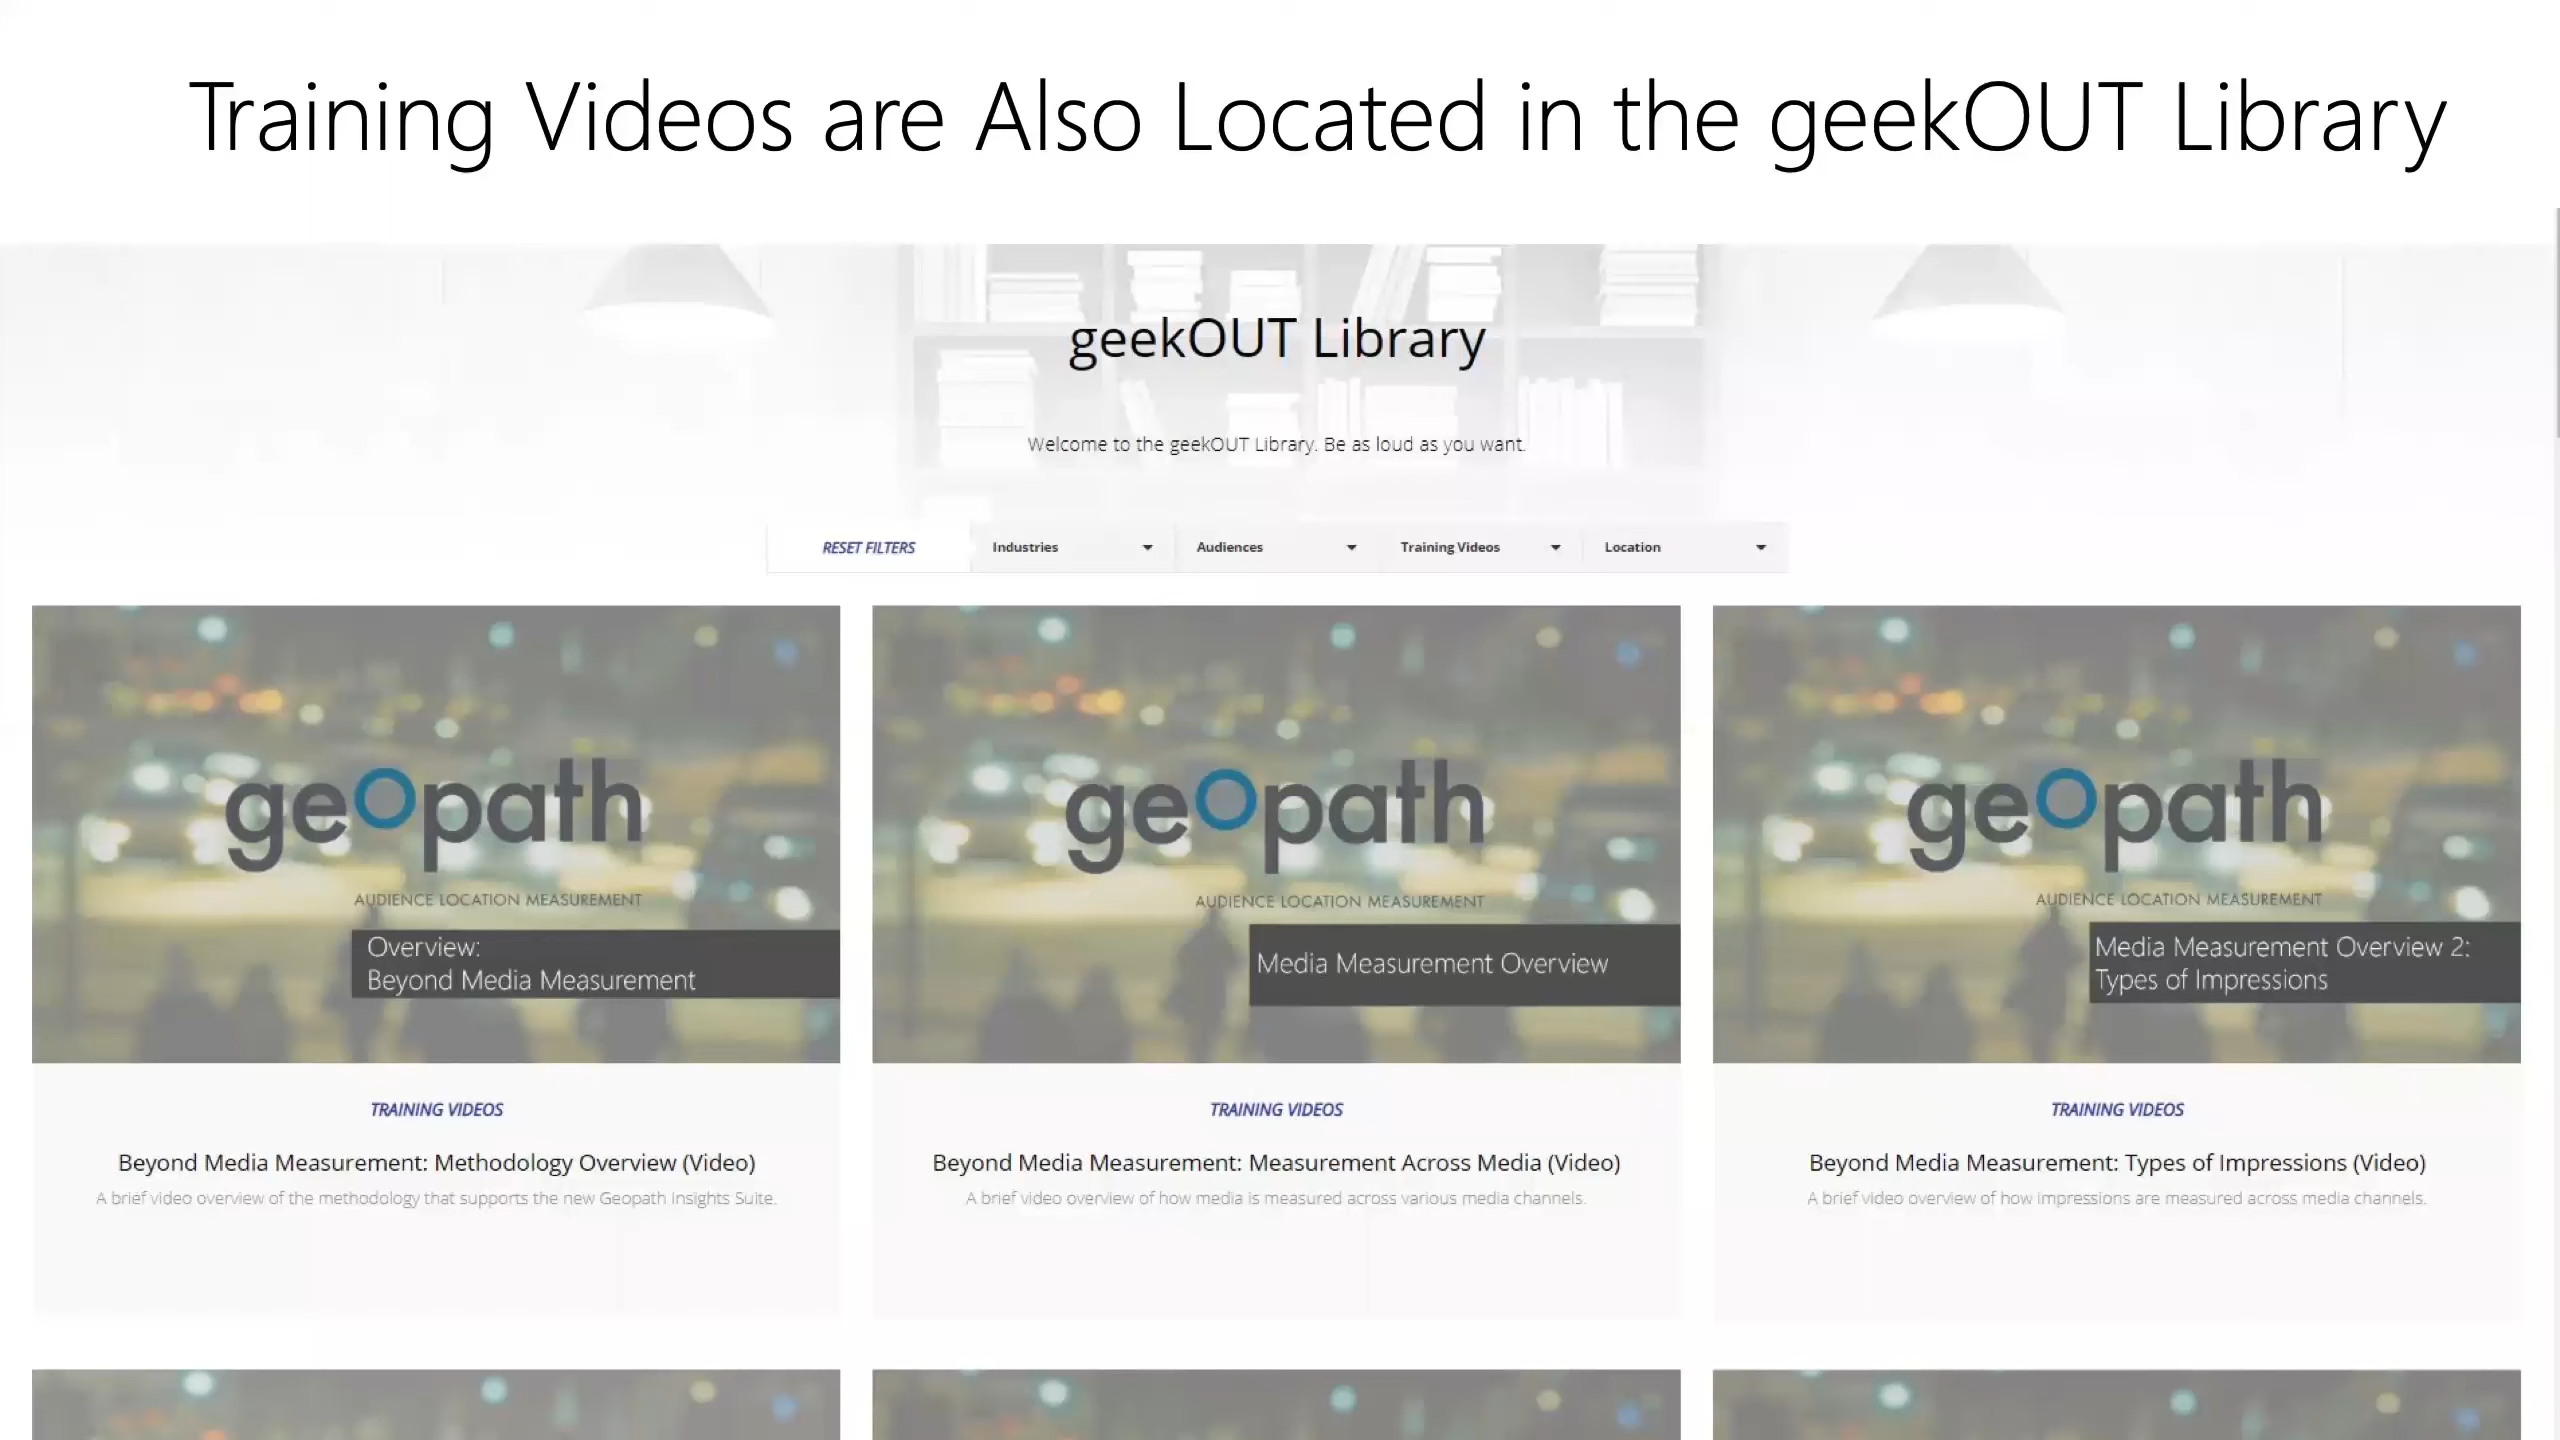 Training Videos are Also Located in the geekOUT Library
geekOUT Library
Welcome to the geekOUT Library. Be as loud as you want.
RESET FILTERS
Industries
Audiences
Training Videos
Location
geopath
AUDIENCE LOCATION MEASUREMENT
Overview:
Beyond Media Measurement
TRAINING VIDEOS
Beyond Media Measurement: Methodology Overview (Video)
A brief video overview of the methodology that supports the new Geopath Insights Suite.
geopath
AUDIENCE LOCATION MEASUREMENT
Media Measurement Overview
TRAINING VIDEOS
Beyond Media Measurement: Measurement Across Media (Video)
A brief video overview of how media is measured across various media channels.
geopath
AUDIENCE LOCATION MEASUREMENT
Media Measurement Overview 2:
Types of Impressions
TRAINING VIDEOS
Beyond Media Measurement: Types of Impressions (Video)
A brief video overview of how impressions are measured across media channels.